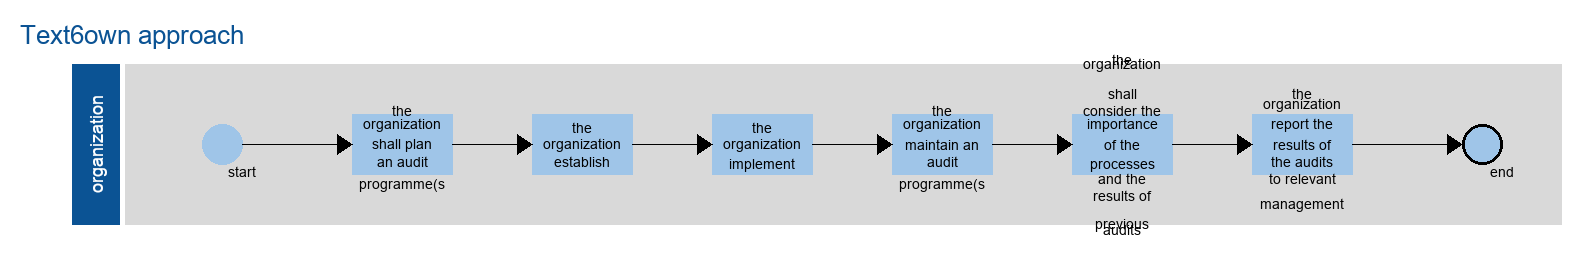 Text6own approach
organization
start
the
organization
shall plan
an audit
programme(s
the
organization
establish
the
organization
implement
the
organization
maintain an
audit
programme(s
the
organization
shall
consider the
importance
of the
processes
and the
results of
previous
audits
the
organization
report the
results of
the audits
to relevant
management
end